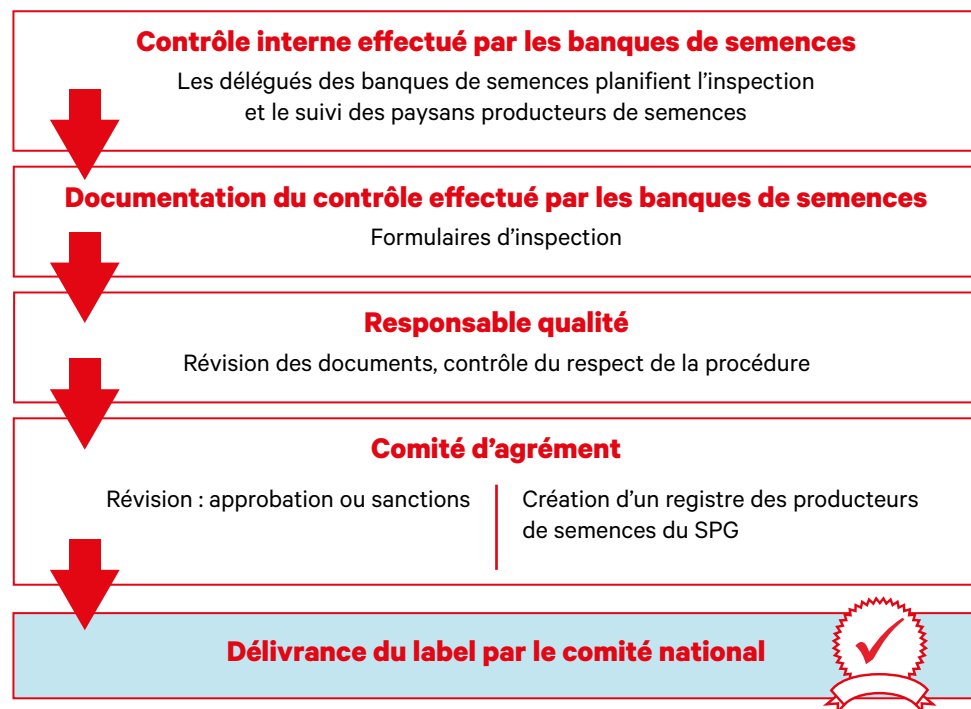 Contrôle interne effectué par les banques de semences
Les délégués des banques de semences planifient l’inspection
et le suivi des paysans producteurs de semences
Documentation du contrôle effectué par les banques de semences
Formulaires d’inspection
Responsable qualité
Révision des documents, contrôle du respect de la procédure
Comité d’agrément
Révision : approbation ou sanctions
Création d’un registre des producteurs
de semences du SPG
Délivrance du label par le comité national